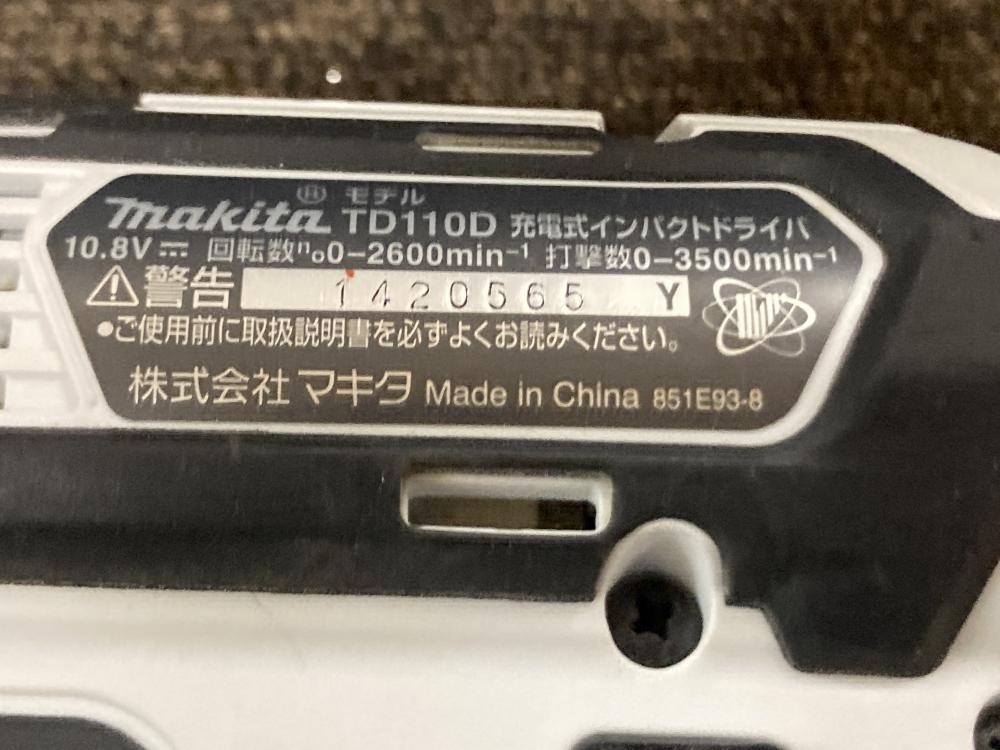 makita® モデル TD110D 充電式インパクトドライバ
10.8V⎓ 回転数n₀0-2600min⁻¹ 打撃数0-3500min⁻¹
⚠警告 1420565 Y
●ご使用前に取扱説明書を必ずよくお読みください。
株式会社 マキタ Made in China 851E93-8